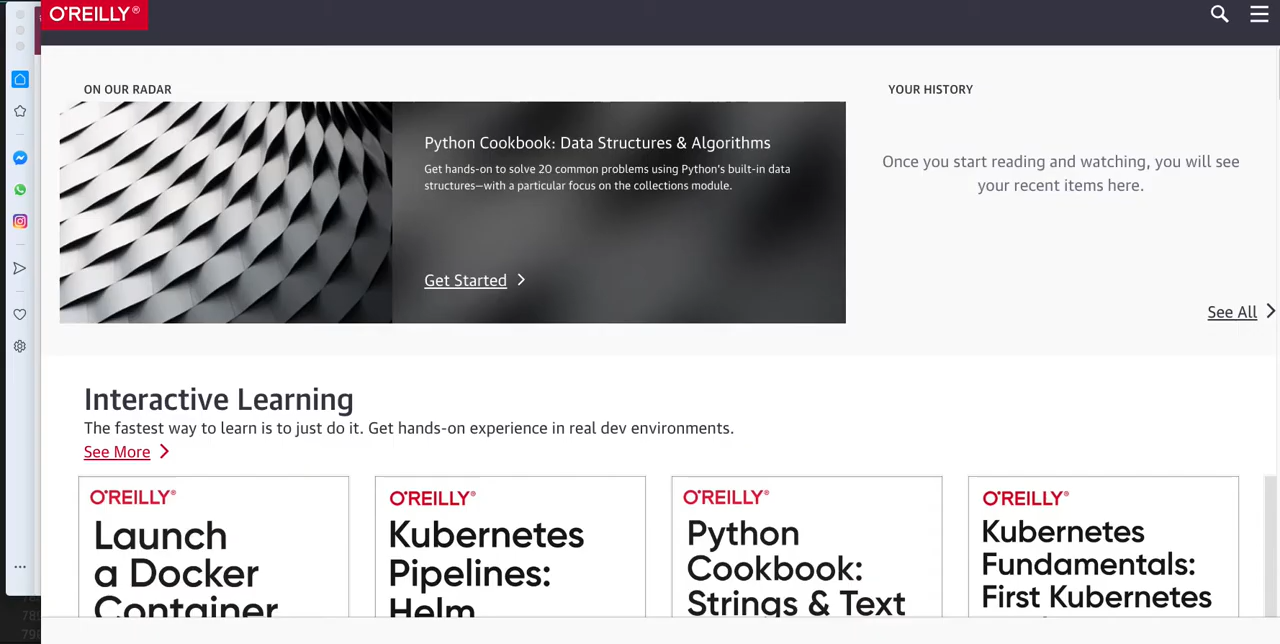 O'REILLY®
ON OUR RADAR
Python Cookbook: Data Structures & Algorithms
Get hands-on to solve 20 common problems using Python's built-in data
structures—with a particular focus on the collections module.
Get Started
YOUR HISTORY
Once you start reading and watching, you will see
your recent items here.
See All
Interactive Learning
The fastest way to learn is to just do it. Get hands-on experience in real dev environments.
See More
O'REILLY®
Launch
a Docker
Container
O'REILLY®
Kubernetes
Pipelines:
Helm
O'REILLY®
Python
Cookbook:
Strings & Text
O'REILLY®
Kubernetes
Fundamentals:
First Kubernetes
789
790